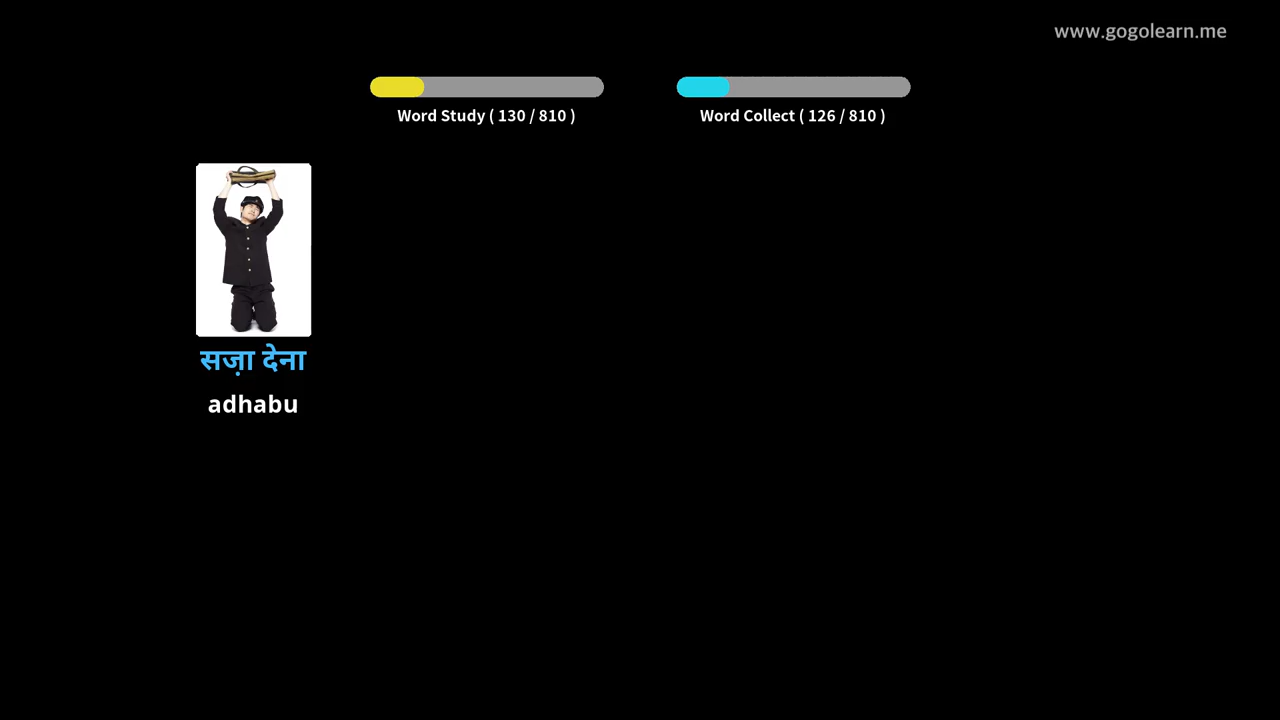 www.gogolearn.me
Word Study ( 130 / 810 )
Word Collect ( 126 / 810 )
सज़ा देना
adhabu